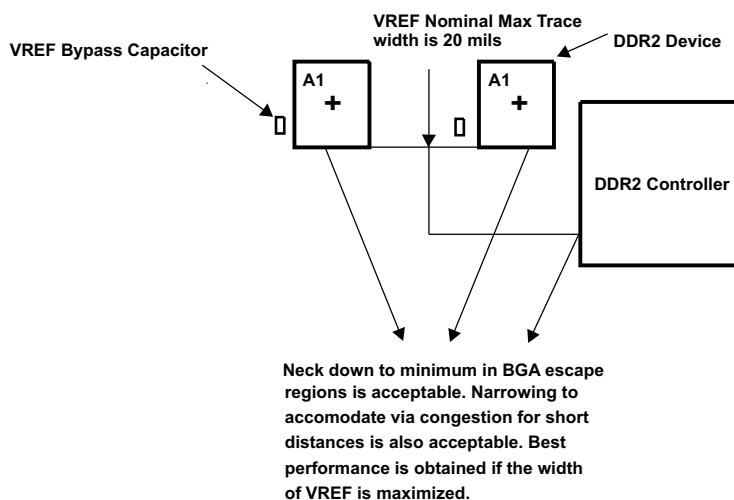 VREF Nominal Max Trace
width is 20 mils
DDR2 Device
VREF Bypass Capacitor
A1
A1
DDR2 Controller
Neck down to minimum in BGA escape
regions is acceptable. Narrowing to
accomodate via congestion for short
distances is also acceptable. Best
performance is obtained if the width
of VREF is maximized.